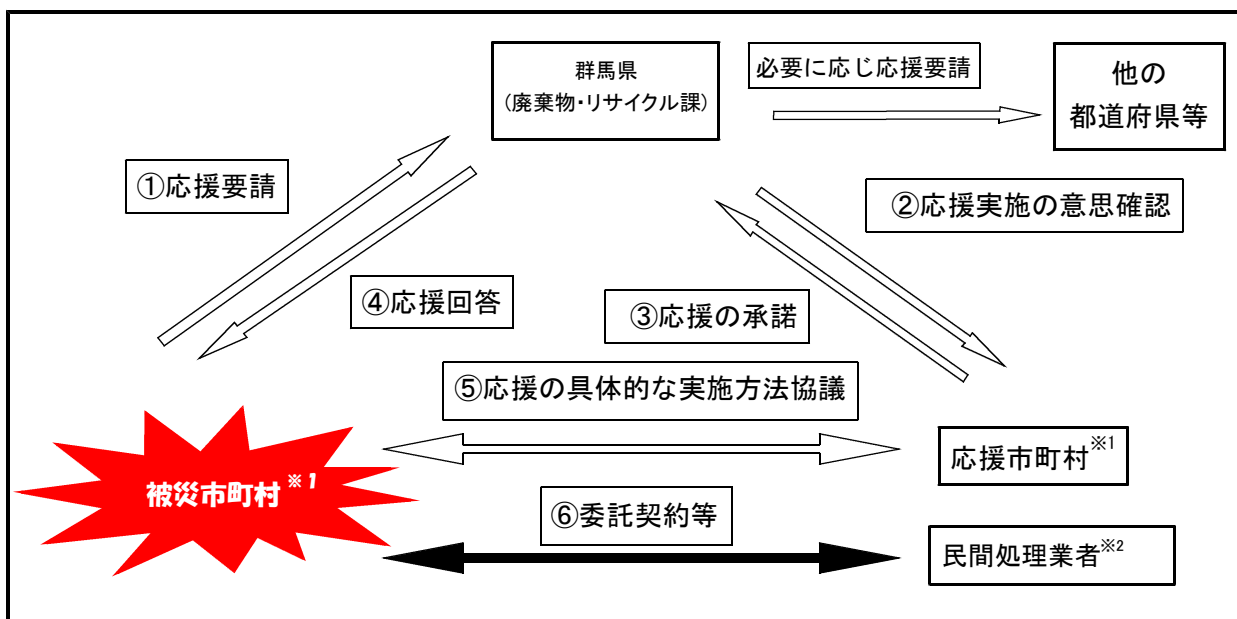 群馬県
(廃棄物・リサイクル課)
必要に応じ応援要請
他の
都道府県等
①応援要請
②応援実施の意思確認
④応援回答
③応援の承諾
⑤応援の具体的な実施方法協議
被災市町村※1
応援市町村※1
⑥委託契約等
民間処理業者※2